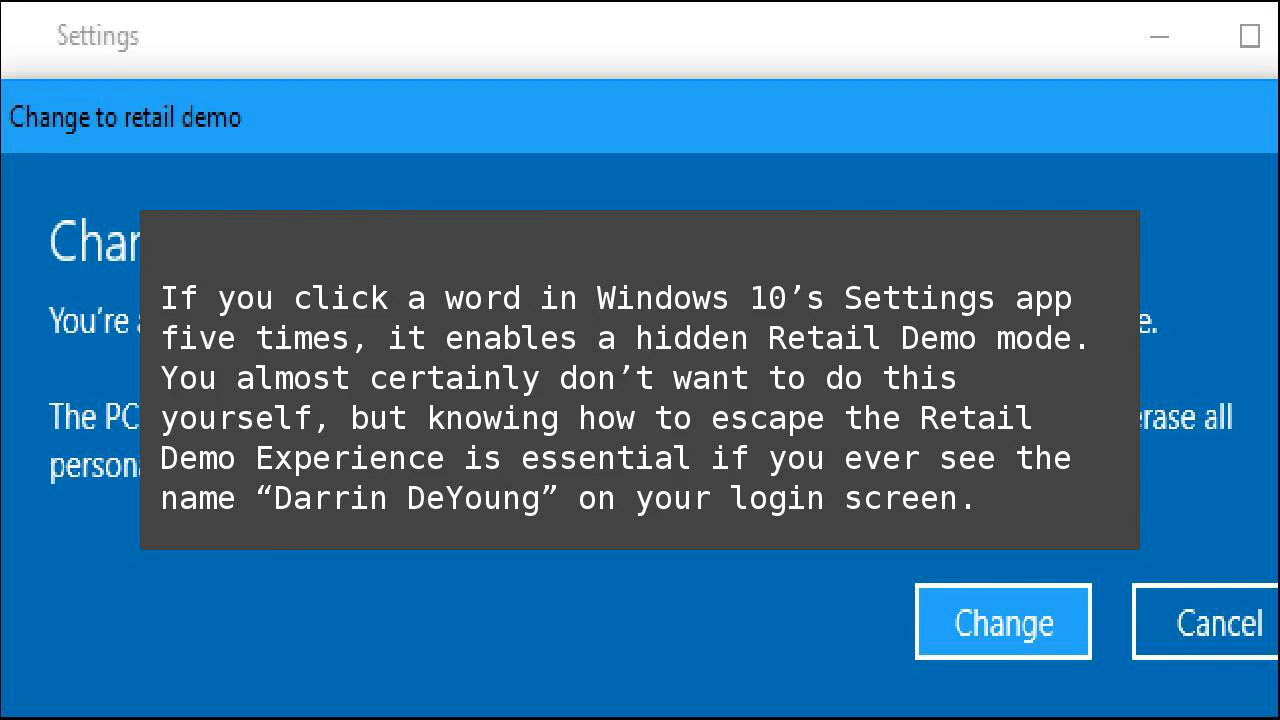 Settings
Change to retail demo
If you click a word in Windows 10’s Settings app
five times, it enables a hidden Retail Demo mode.
You almost certainly don’t want to do this
yourself, but knowing how to escape the Retail
Demo Experience is essential if you ever see the
name “Darrin DeYoung” on your login screen.
You’re
The PC
all
Change
Cancel